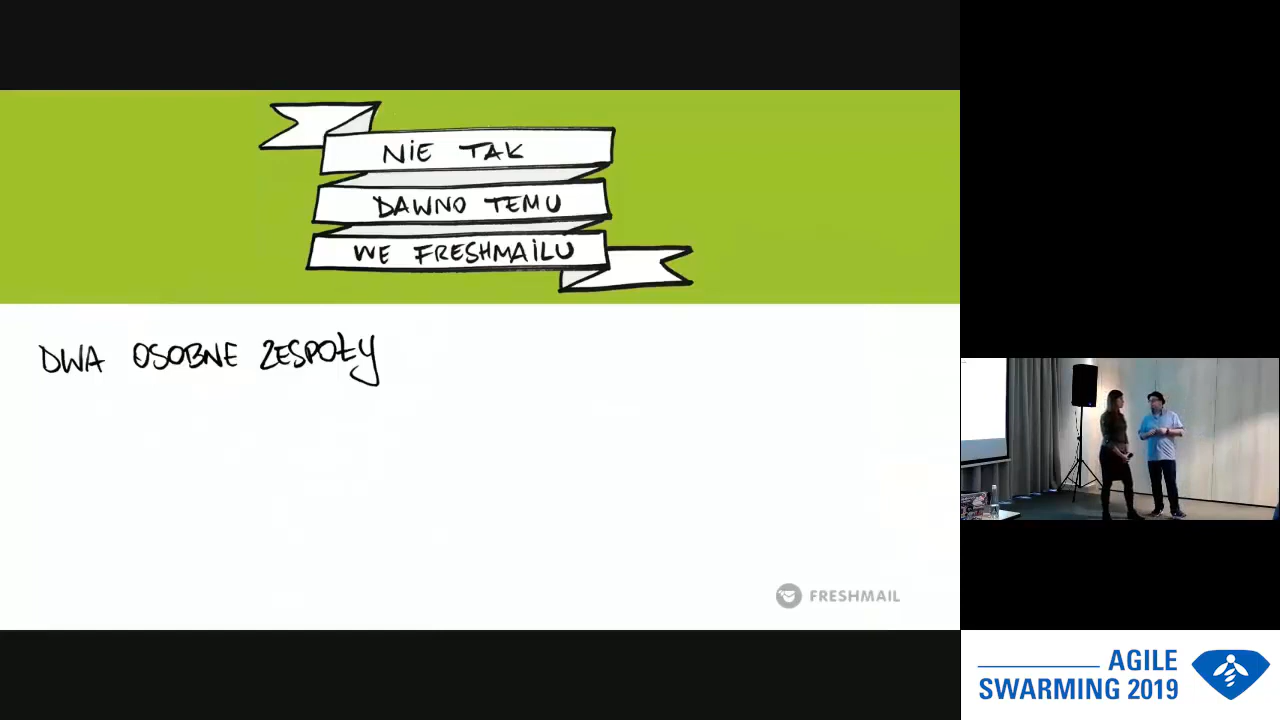 NiE TAK
DAWNO TEMU
WE FRESHMAiLU
DWA OSOBNE ZESPOŁY
FRESHMAIL
AGILE
SWARMING 2019